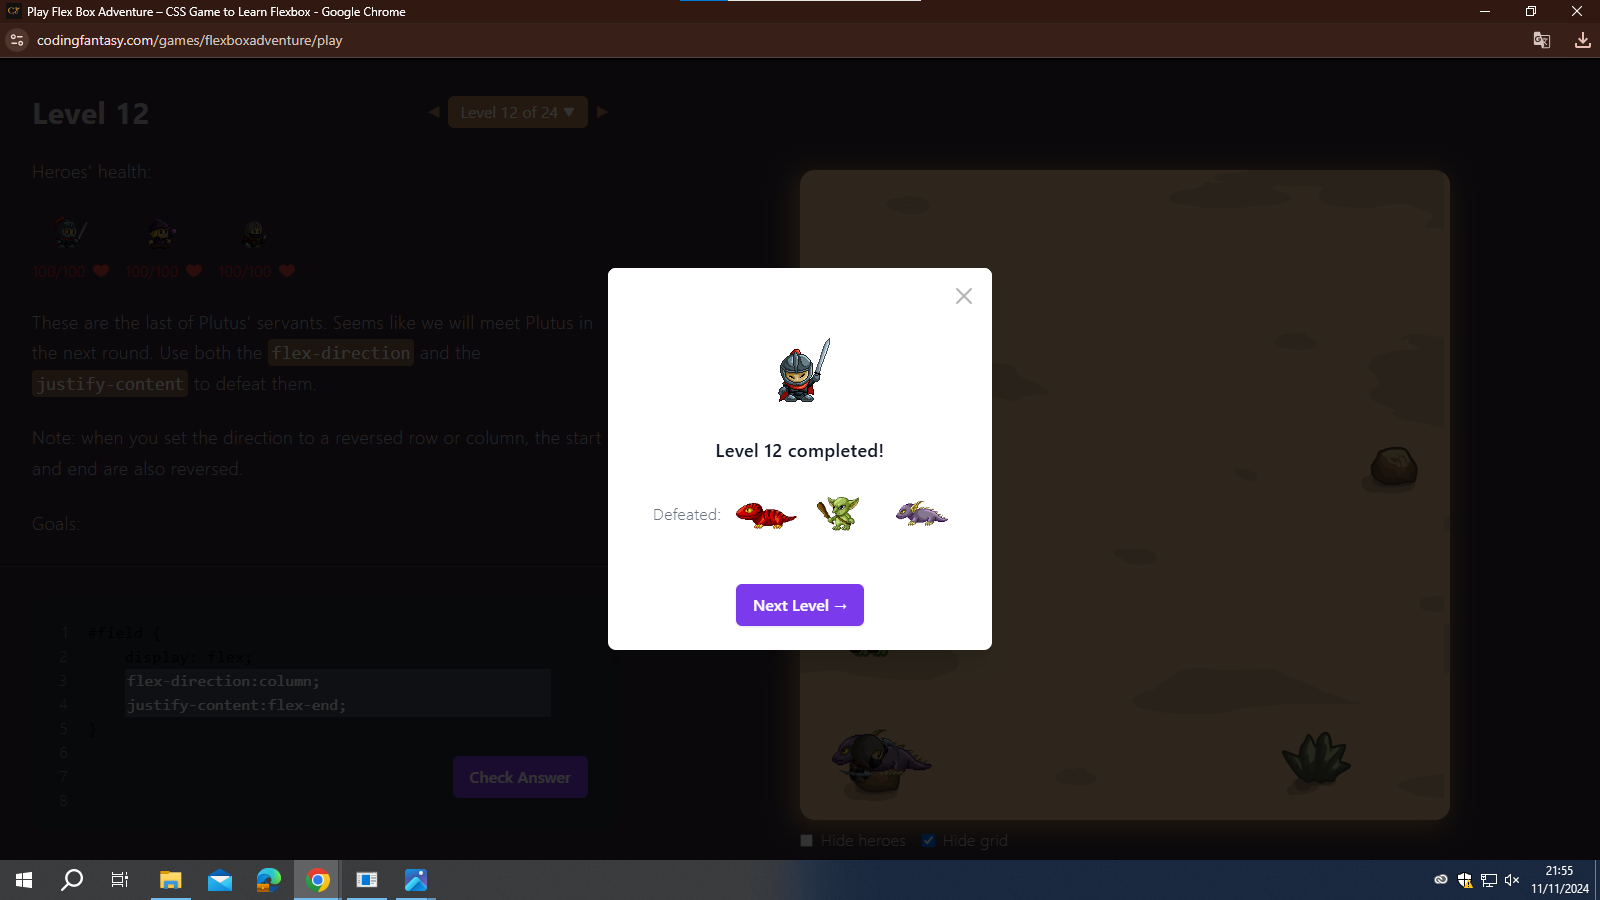 Play Flex Box Adventure – CSS Game to Learn Flexbox - Google Chrome
codingfantasy.com/games/flexboxadventure/play
Level 12
◀ Level 12 of 24 ▼ ▶
Heroes' health:
100/100 100/100 100/100
These are the last of Plutus' servants. Seems like we will meet Plutus in
the next round. Use both the flex-direction and the
justify-content to defeat them.
Note: when you set the direction to a reversed row or column, the start
and end are also reversed.
Goals:
1 #field {
2 display: flex;
3 flex-direction:column;
4 justify-content:flex-end;
5 }
6
7
8
Check Answer
Level 12 completed!
Defeated:
Next Level →
Hide heroes Hide grid
21:55
11/11/2024